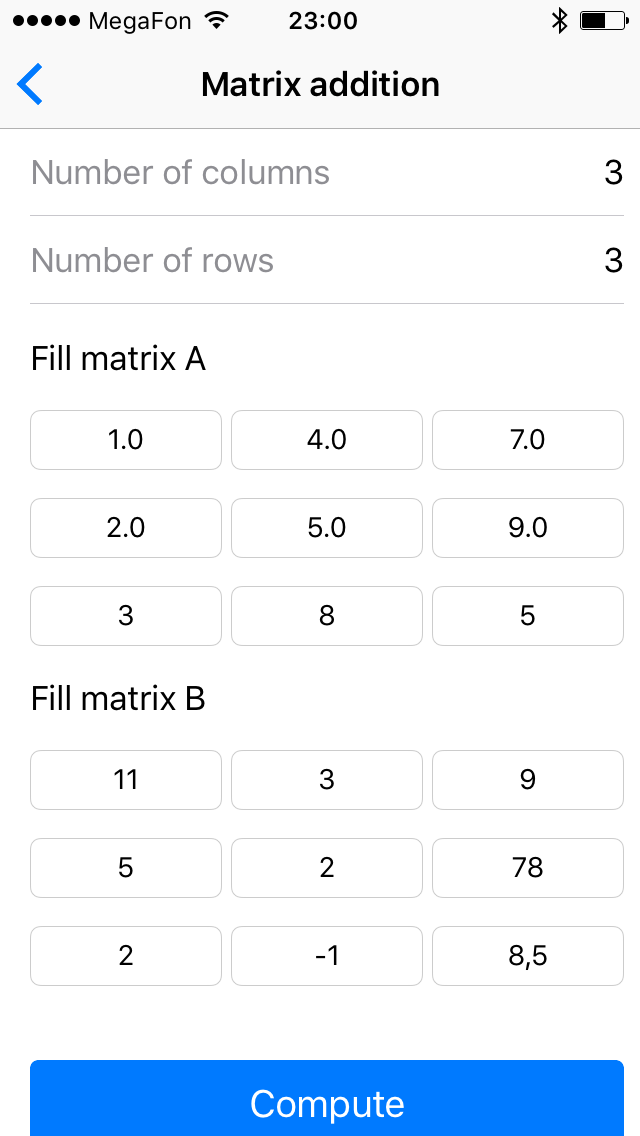 MegaFon 23:00
Matrix addition
Number of columns 3
Number of rows 3
Fill matrix A
1.0 4.0 7.0
2.0 5.0 9.0
3 8 5
Fill matrix B
11 3 9
5 2 78
2 -1 8,5
Compute